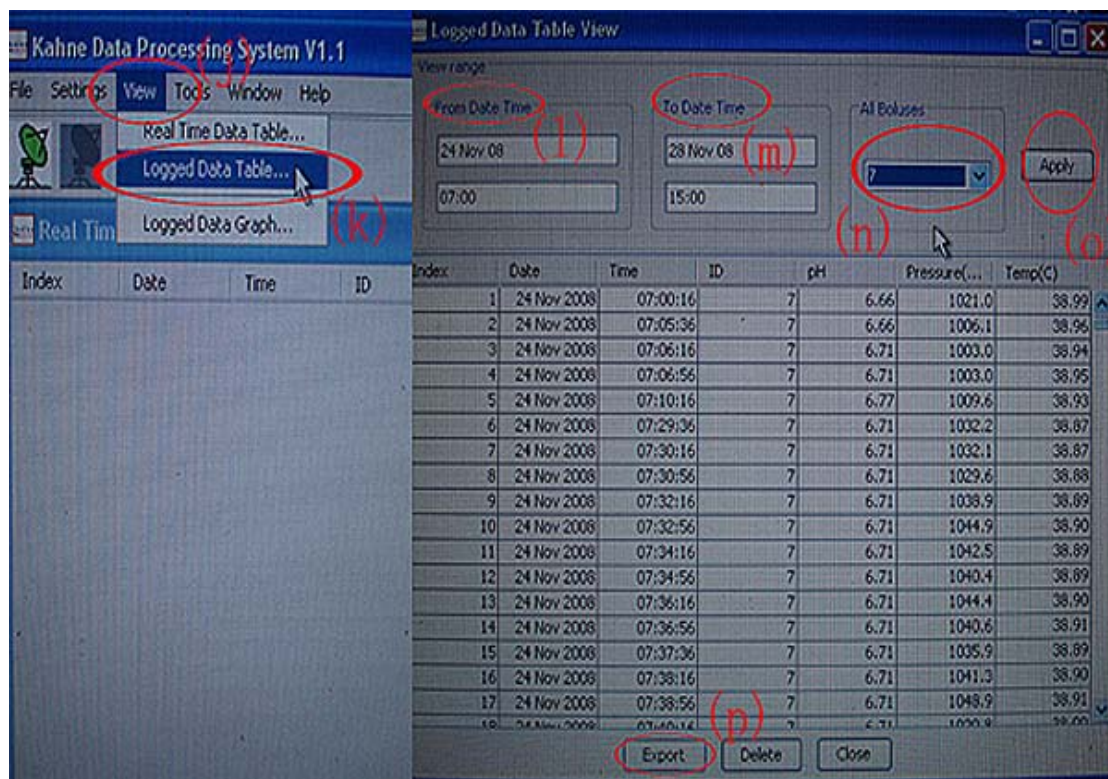 Kahne Data Processing System V1.1
File Settings View Tools Window Help
(j)
Real Time Data Table...
Logged Data Table...
(k)
Logged Data Graph...
Real Tim
Index Date Time ID
Logged Data Table View
View range
From Date Time
To Date Time
All Boluses
24 Nov 08
(l)
28 Nov 08
(m)
7
Apply
07:00
15:00
(n)
(o)
Index Date Time ID pH Pressure(... Temp(C)
1 24 Nov 2008 07:00:16 7 6.66 1021.0 38.99
2 24 Nov 2008 07:05:36 7 6.66 1006.1 38.96
3 24 Nov 2008 07:06:16 7 6.71 1003.0 38.94
4 24 Nov 2008 07:06:56 7 6.71 1003.0 38.95
5 24 Nov 2008 07:10:16 7 6.77 1009.6 38.93
6 24 Nov 2008 07:29:36 7 6.71 1032.2 38.87
7 24 Nov 2008 07:30:16 7 6.71 1032.1 38.87
8 24 Nov 2008 07:30:56 7 6.71 1029.6 38.88
9 24 Nov 2008 07:32:16 7 6.71 1038.9 38.89
10 24 Nov 2008 07:32:56 7 6.71 1044.9 38.90
11 24 Nov 2008 07:34:16 7 6.71 1042.5 38.89
12 24 Nov 2008 07:34:56 7 6.71 1040.4 38.89
13 24 Nov 2008 07:36:16 7 6.71 1044.4 38.90
14 24 Nov 2008 07:36:56 7 6.71 1040.6 38.91
15 24 Nov 2008 07:37:36 7 6.71 1035.9 38.89
16 24 Nov 2008 07:38:16 7 6.71 1041.3 38.90
17 24 Nov 2008 07:38:56 7 6.71 1048.9 38.91
18 24 Nov 2008 07:40:16 7 6.71
(p)
Export Delete Close